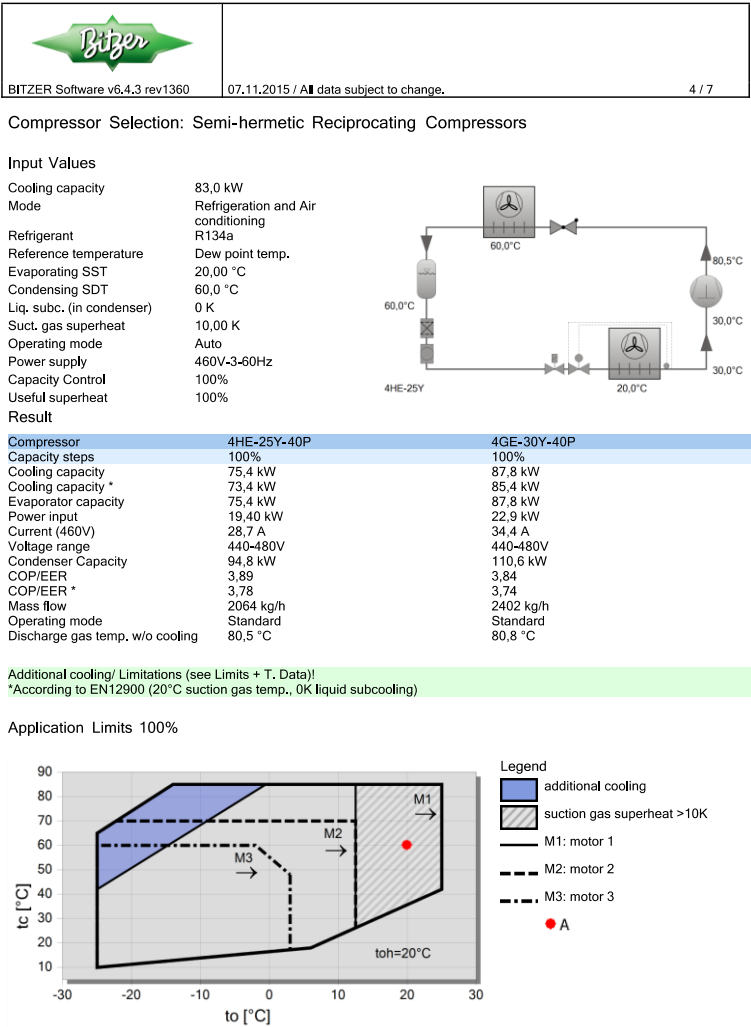 Bitzer
BITZER Software v6.4.3 rev1360 07.11.2015 / All data subject to change. 4 / 7
Compressor Selection: Semi-hermetic Reciprocating Compressors
Input Values
Cooling capacity 83,0 kW
Mode Refrigeration and Air
conditioning
Refrigerant R134a
Reference temperature Dew point temp.
Evaporating SST 20,00 °C
Condensing SDT 60,0 °C
Liq. subc. (in condenser) 0 K
Suct. gas superheat 10,00 K
Operating mode Auto
Power supply 460V-3-60Hz
Capacity Control 100%
Useful superheat 100%
60,0°C
80,5°C
60,0°C
30,0°C
30,0°C
4HE-25Y 20,0°C
Result
Compressor 4HE-25Y-40P 4GE-30Y-40P
Capacity steps 100% 100%
Cooling capacity 75,4 kW 87,8 kW
Cooling capacity * 73,4 kW 85,4 kW
Evaporator capacity 75,4 kW 87,8 kW
Power input 19,40 kW 22,9 kW
Current (460V) 28,7 A 34,4 A
Voltage range 440-480V 440-480V
Condenser Capacity 94,8 kW 110,6 kW
COP/EER 3,89 3,84
COP/EER * 3,78 3,74
Mass flow 2064 kg/h 2402 kg/h
Operating mode Standard Standard
Discharge gas temp. w/o cooling 80,5 °C 80,8 °C
Additional cooling/ Limitations (see Limits + T. Data)!
*According to EN12900 (20°C suction gas temp., 0K liquid subcooling)
Application Limits 100%
90
80
70
60
50
40
30
20
10
tc [°C]
M1
M2
M3
toh=20°C
-30 -20 -10 0 10 20 30
to [°C]
Legend
additional cooling
suction gas superheat >10K
M1: motor 1
M2: motor 2
M3: motor 3
A